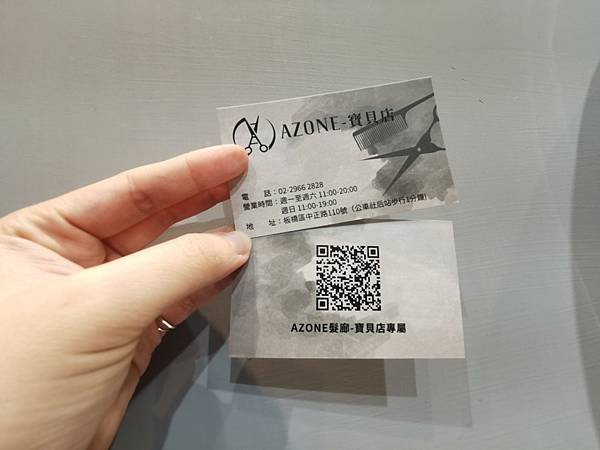 AZONE-寶貝店
電　　話：02-2966 2828
營業時間：週一至週六 11:00-20:00
週日 11:00-19:00
地　　址：板橋區中正路110號（公車社后站步行1分鐘)
AZONE髮廊-寶貝店專屬